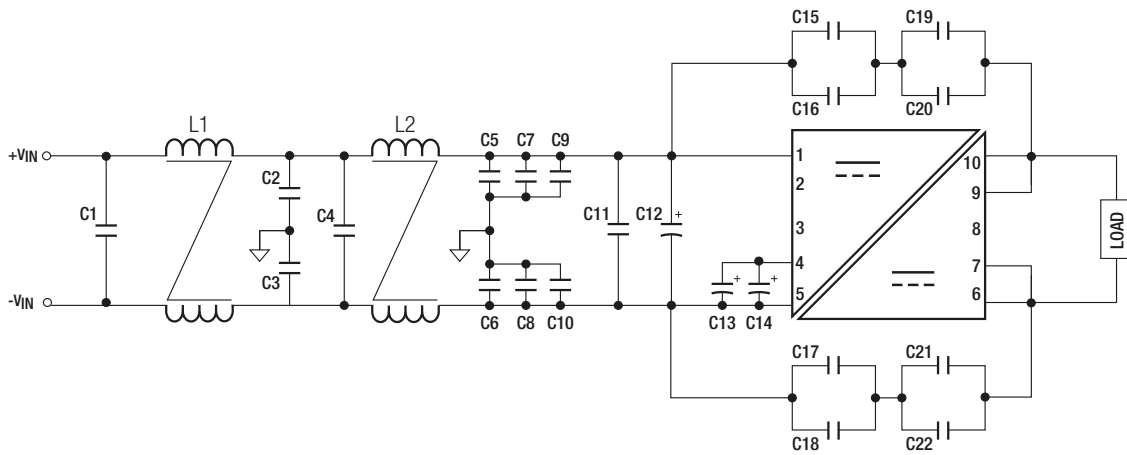 C15 C19
C16 C20
L1 L2
+VIN
C5 C7 C9
C2
C1 C4 C11 C12 +
C3
-VIN
C6 C8 C10
+ +
C13 C14
1
2
3
4
5
10
9
8
7
6
LOAD
C17 C21
C18 C22